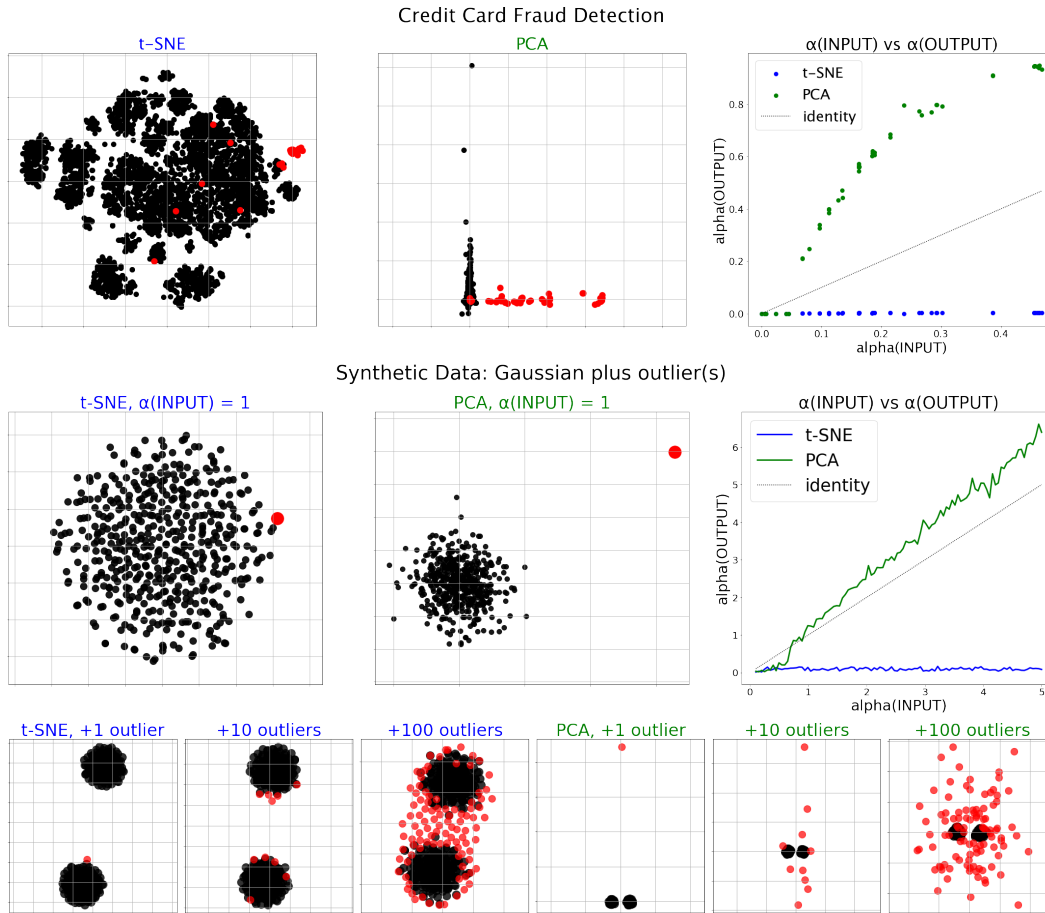 Credit Card Fraud Detection
t-SNE
PCA
α(INPUT) vs α(OUTPUT)
t-SNE
PCA
identity
alpha(OUTPUT)
0.8
0.6
0.4
0.2
0.0
0.0 0.1 0.2 0.3 0.4
alpha(INPUT)
Synthetic Data: Gaussian plus outlier(s)
t-SNE, α(INPUT) = 1
PCA, α(INPUT) = 1
α(INPUT) vs α(OUTPUT)
t-SNE
PCA
identity
alpha(OUTPUT)
6
5
4
3
2
1
0
1 2 3 4 5
alpha(INPUT)
t-SNE, +1 outlier
+10 outliers
+100 outliers
PCA, +1 outlier
+10 outliers
+100 outliers